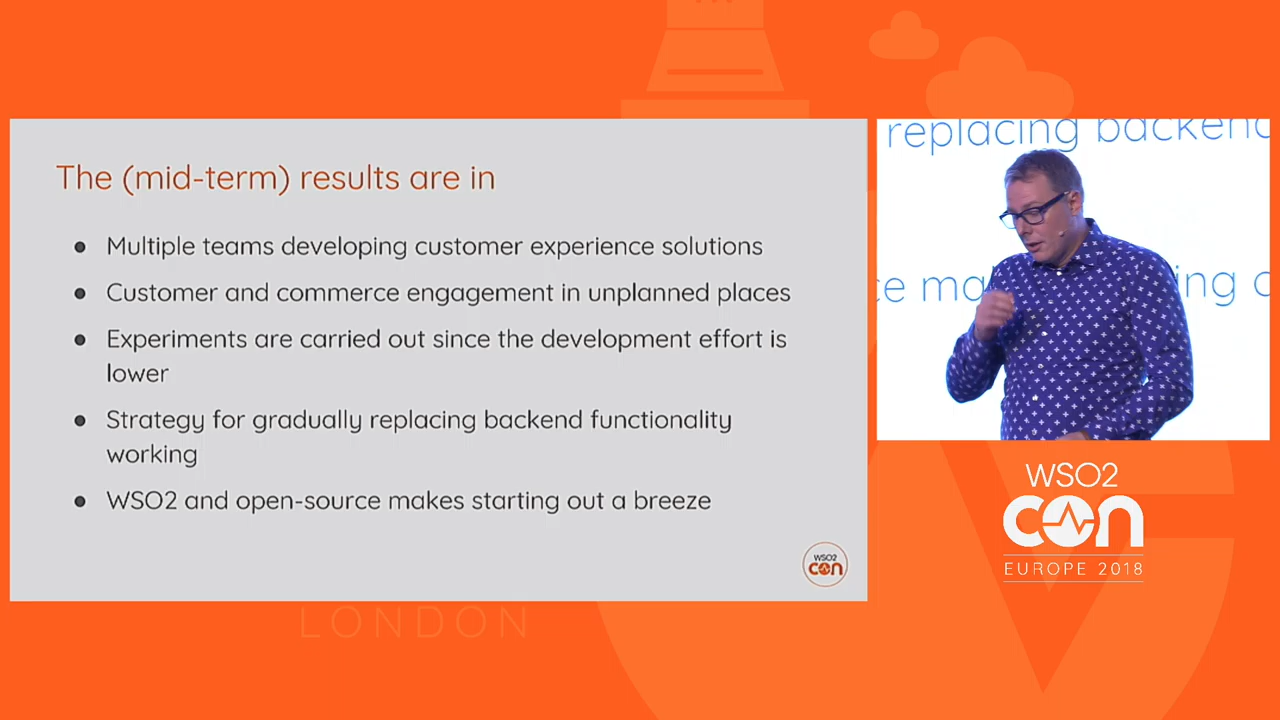 The (mid-term) results are in
● Multiple teams developing customer experience solutions
● Customer and commerce engagement in unplanned places
● Experiments are carried out since the development effort is
lower
● Strategy for gradually replacing backend functionality
working
● WSO2 and open-source makes starting out a breeze
WSO2
con
replacing backend
ce ma
ing o
WSO2
con
EUROPE 2018
LONDON